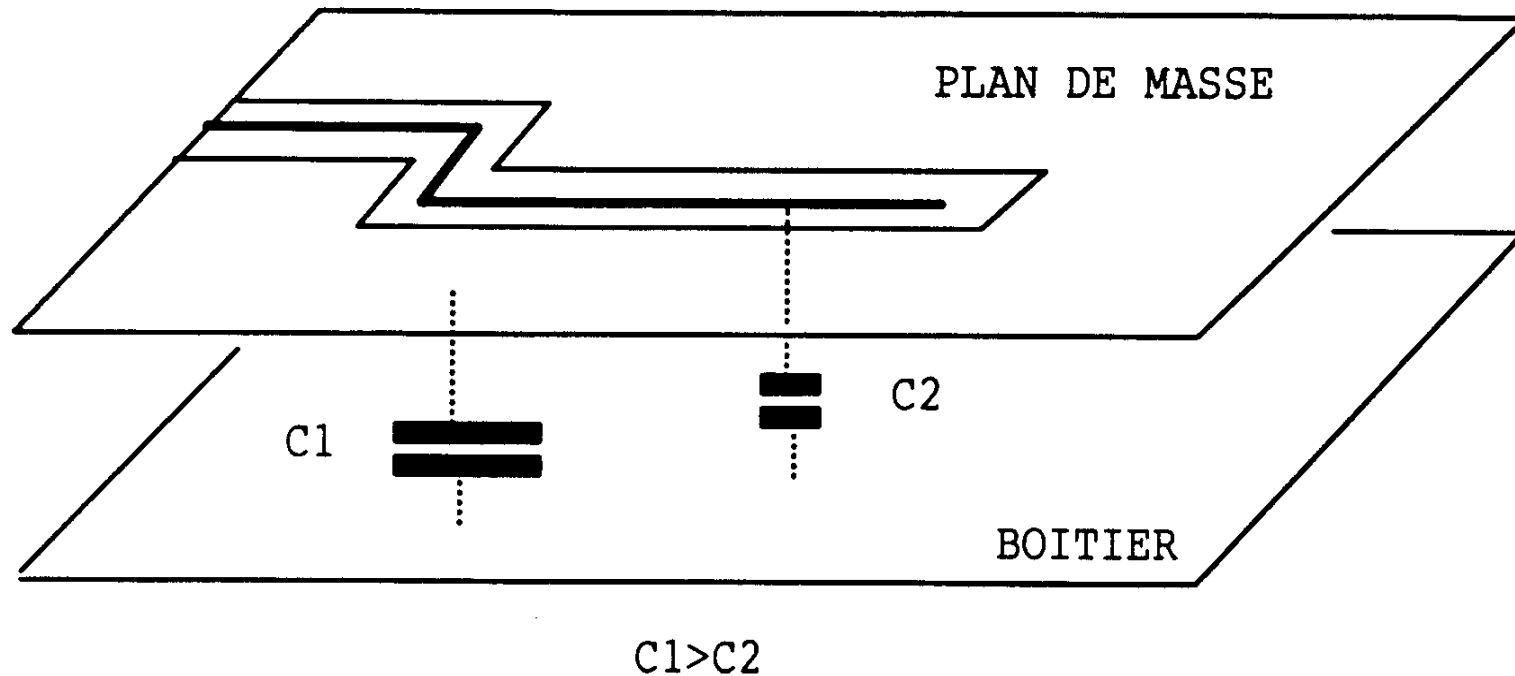 PLAN DE MASSE
C2
C1
BOITIER
C1>C2